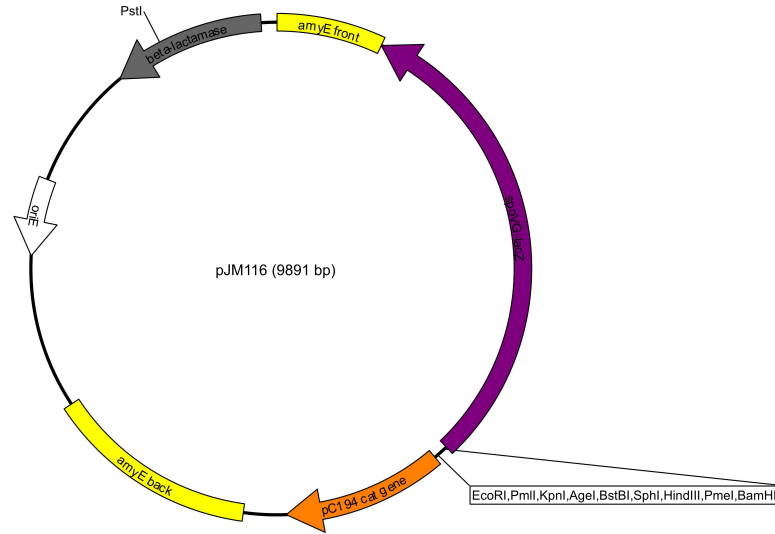 PstI
beta-lactamase
amyE front
spoIVG-lacZ
oriE
pJM116 (9891 bp)
amyE back
pC194 cat gene
EcoRI,PmlI,KpnI,AgeI,BstBI,SphI,HindIII,PmeI,BamHI